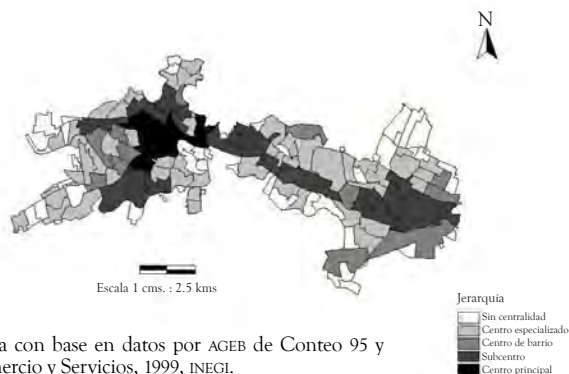 N
Escala 1 cms. : 2.5 kms
Jerarquía
Sin centralidad
Centro especializado
Centro de barrio
Subcentro
Centro principal
a con base en datos por AGEB de Conteo 95 y
ercio y Servicios, 1999, INEGI.